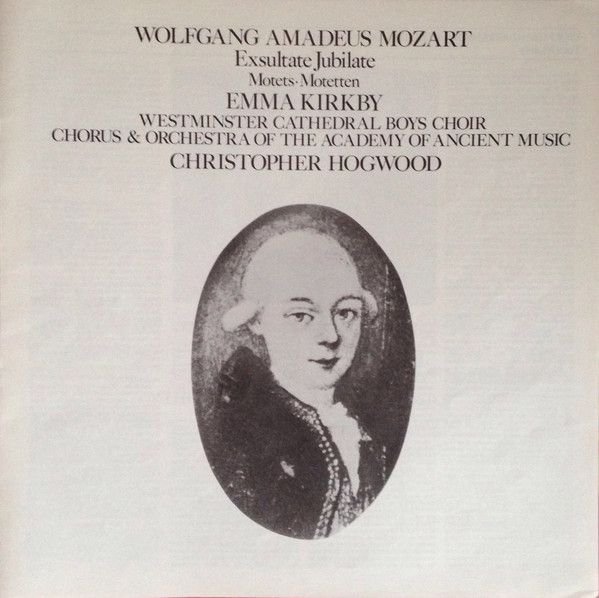 WOLFGANG AMADEUS MOZART
Exsultate Jubilate
Motets·Motetten
EMMA KIRKBY
WESTMINSTER CATHEDRAL BOYS CHOIR
CHORUS & ORCHESTRA OF THE ACADEMY OF ANCIENT MUSIC
CHRISTOPHER HOGWOOD